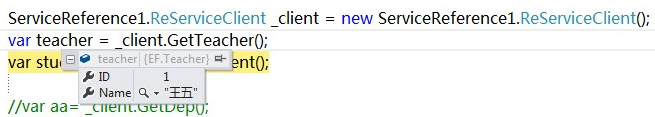 ServiceReference1.ReServiceClient _client = new ServiceReference1.ReServiceClient();
var teacher = _client.GetTeacher();
var stu ent();
teacher {EF.Teacher}
ID 1
Name "王五"
//var aa= _client.GetDep();